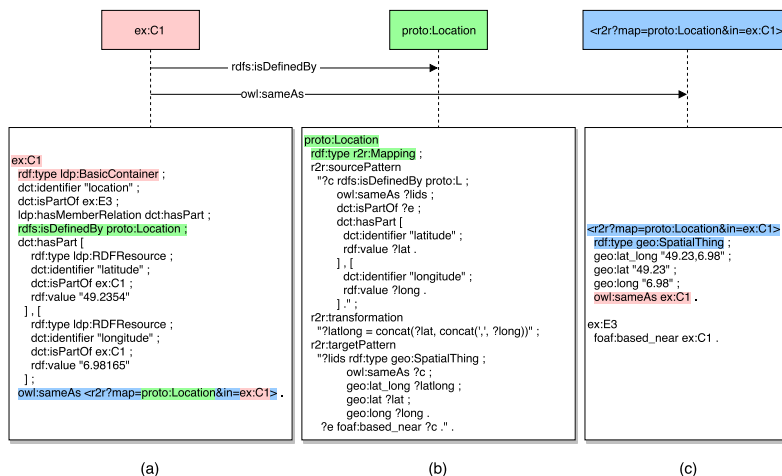 ex:C1
proto:Location
<r2r?map=proto:Location&in=ex:C1>
rdfs:isDefinedBy
owl:sameAs
ex:C1
rdf:type ldp:BasicContainer ;
dct:identifier "location" ;
dct:isPartOf ex:E3 ;
ldp:hasMemberRelation dct:hasPart ;
rdfs:isDefinedBy proto:Location ;
dct:hasPart [
rdf:type ldp:RDFResource ;
dct:identifier "latitude" ;
dct:isPartOf ex:C1 ;
rdf:value "49.2354"
] , [
rdf:type ldp:RDFResource ;
dct:identifier "longitude" ;
dct:isPartOf ex:C1 ;
rdf:value "6.98165"
] ;
owl:sameAs <r2r?map=proto:Location&in=ex:C1> .
(a)
proto:Location
rdf:type r2r:Mapping ;
r2r:sourcePattern
"?c rdfs:isDefinedBy proto:L ;
owl:sameAs ?lids ;
dct:isPartOf ?e ;
dct:hasPart [
dct:identifier "latitude" ;
rdf:value ?lat .
] , [
dct:identifier "longitude" ;
rdf:value ?long .
] ." ;
r2r:transformation
"?latlong = concat(?lat, concat(',', ?long))" ;
r2r:targetPattern
"?lids rdf:type geo:SpatialThing ;
owl:sameAs ?c ;
geo:lat_long ?latlong ;
geo:lat ?lat ;
geo:long ?long .
?e foaf:based_near ?c ." .
(b)
<r2r?map=proto:Location&in=ex:C1>
rdf:type geo:SpatialThing ;
geo:lat_long "49.23,6.98" ;
geo:lat "49.23" ;
geo:long "6.98" ;
owl:sameAs ex:C1 .
ex:E3
foaf:based_near ex:C1 .
(c)